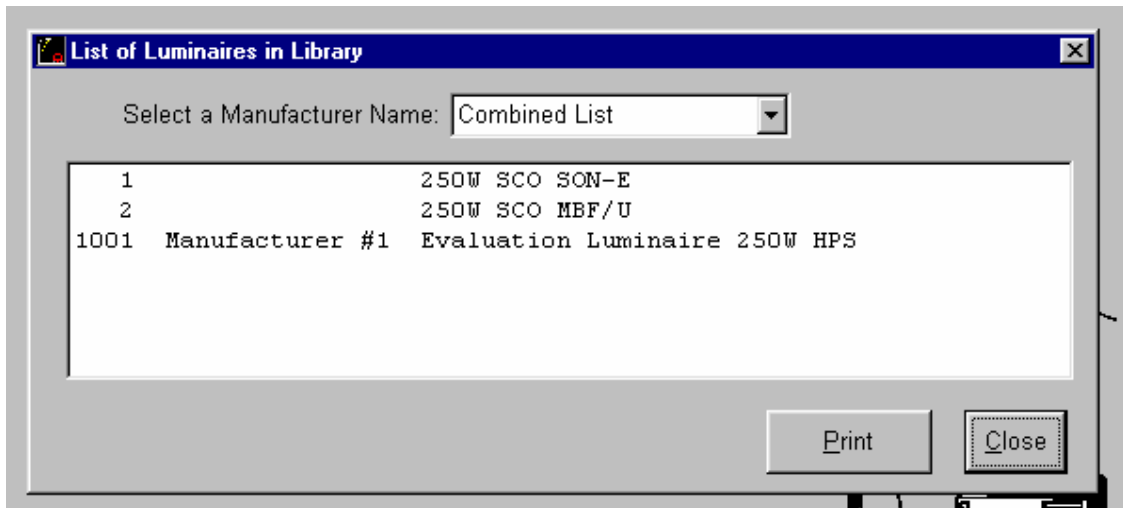 List of Luminaires in Library
Select a Manufacturer Name: Combined List
1 250W SCO SON-E
2 250W SCO MBF/U
1001 Manufacturer #1 Evaluation Luminaire 250W HPS
Print Close